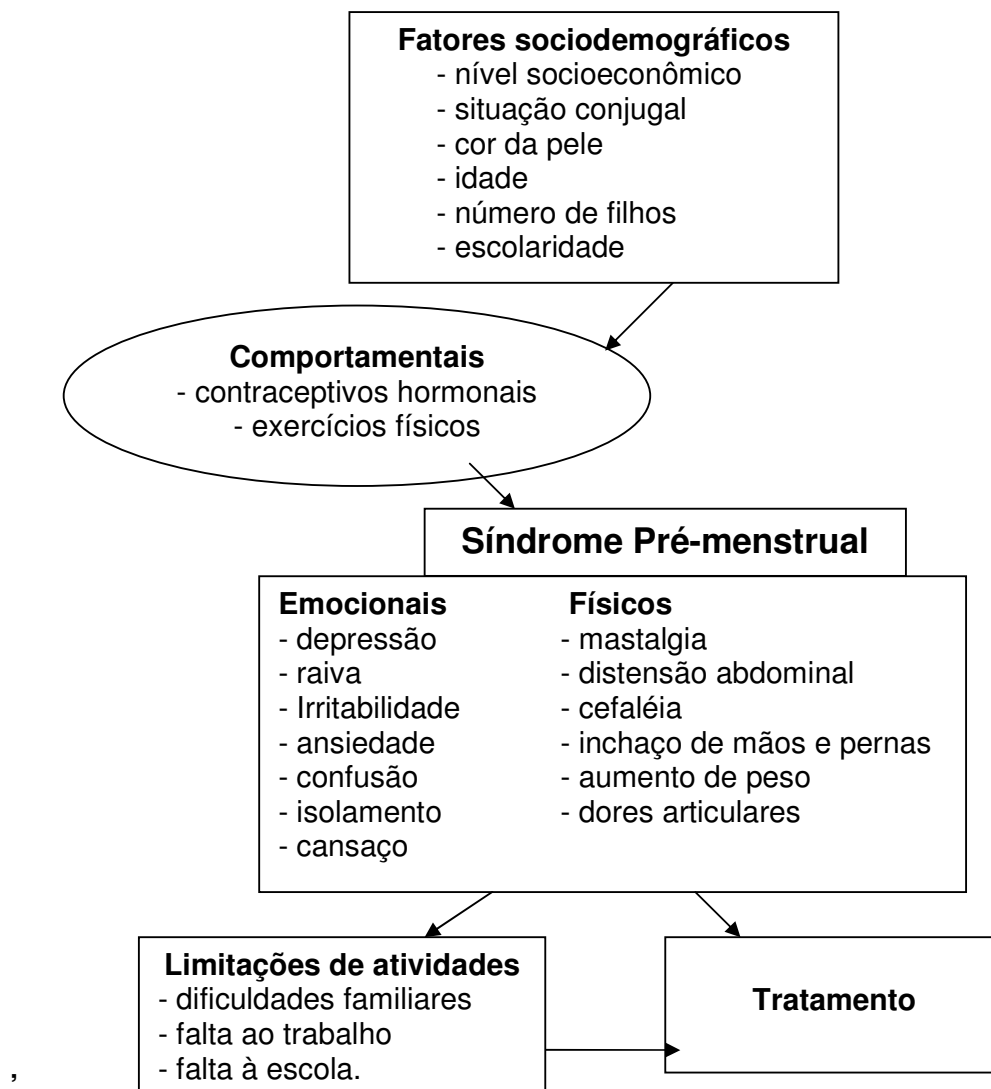 Fatores sociodemográficos
- nível socioeconômico
- situação conjugal
- cor da pele
- idade
- número de filhos
- escolaridade
Comportamentais
- contraceptivos hormonais
- exercícios físicos
Síndrome Pré-menstrual
Emocionais
- depressão
- raiva
- Irritabilidade
- ansiedade
- confusão
- isolamento
- cansaço
Físicos
- mastalgia
- distensão abdominal
- cefaléia
- inchaço de mãos e pernas
- aumento de peso
- dores articulares
Limitações de atividades
- dificuldades familiares
- falta ao trabalho
- falta à escola.
Tratamento
,